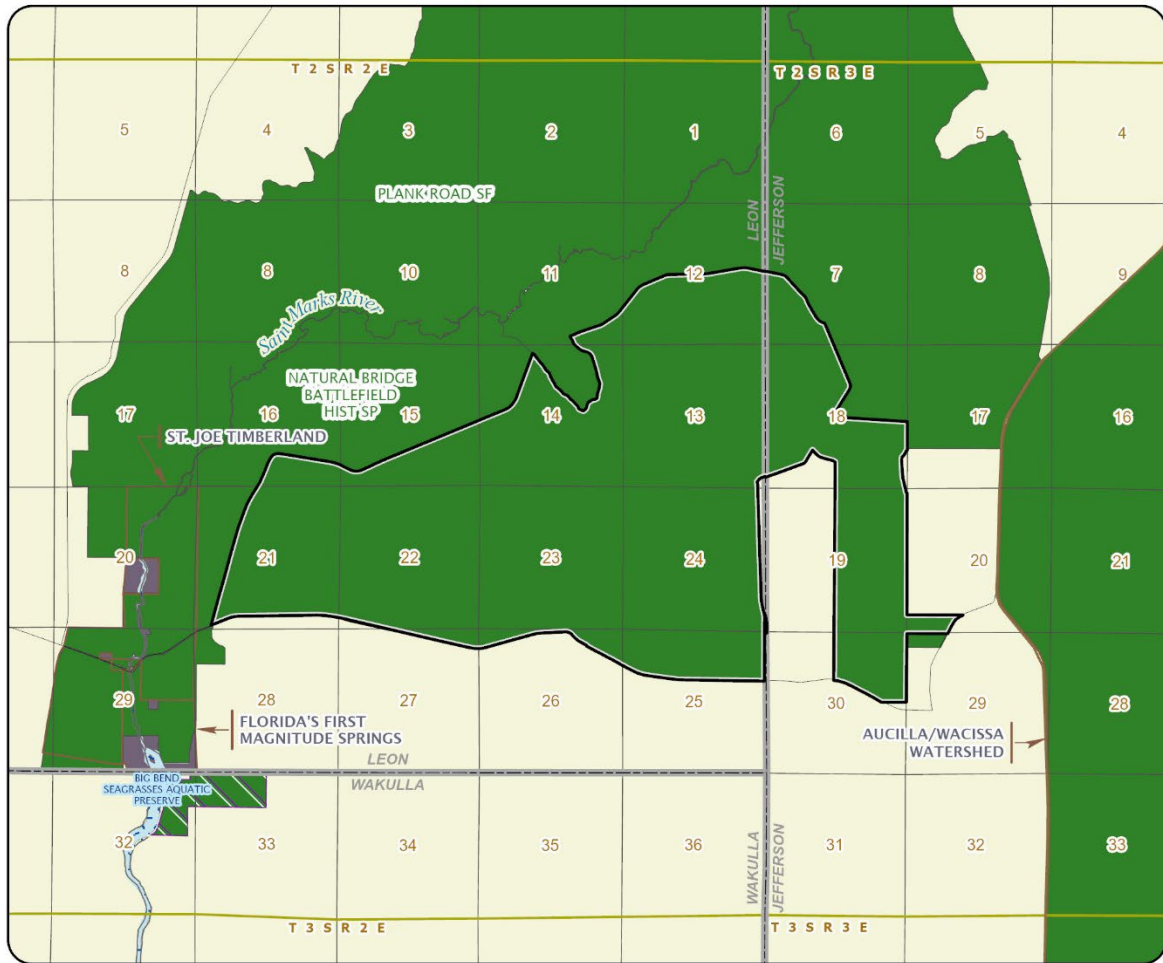 T 2 S R 2 E
T 2 S R 3 E
5
4
3
2
1
6
5
4
PLANK ROAD SF
LEON
JEFFERSON
8
8
10
11
12
7
8
9
Saint Marks River
NATURAL BRIDGE
BATTLEFIELD
HIST SP
17
16
15
14
13
18
17
16
ST. JOE TIMBERLAND
20
21
22
23
24
19
20
21
29
28
27
26
25
30
29
28
FLORIDA'S FIRST
MAGNITUDE SPRINGS
AUCILLA/WACISSA
WATERSHED
LEON
WAKULLA
BIG BEND
SEAGRASSES AQUATIC
PRESERVE
32
33
34
35
36
31
32
33
WAKULLA
JEFFERSON
T 3 S R 2 E
T 3 S R 3 E